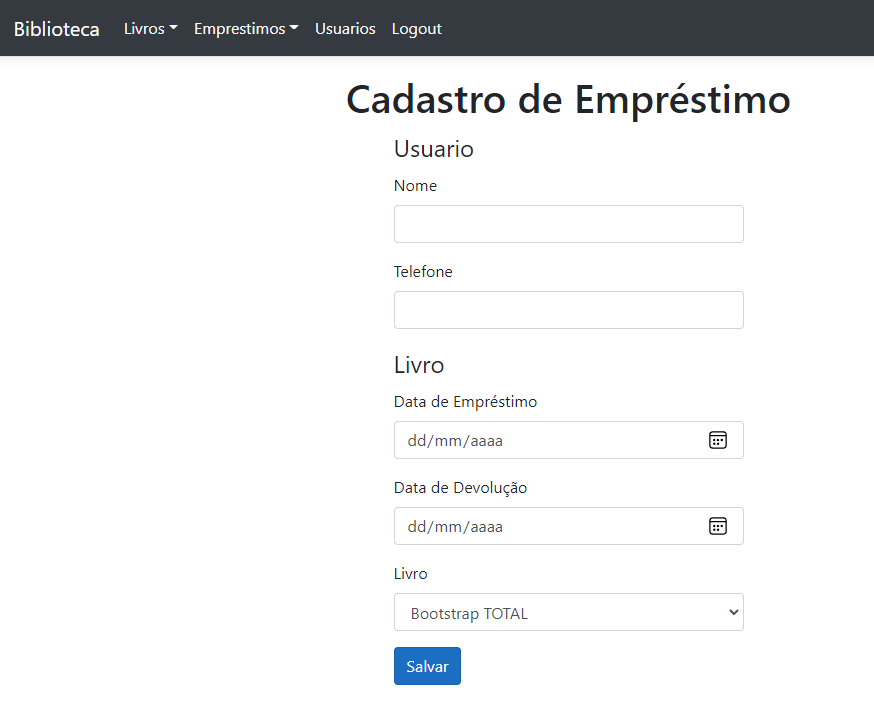 Biblioteca Livros Emprestimos Usuarios Logout
Cadastro de Empréstimo
Usuario
Nome
Telefone
Livro
Data de Empréstimo
dd/mm/aaaa
Data de Devolução
dd/mm/aaaa
Livro
Bootstrap TOTAL
Salvar